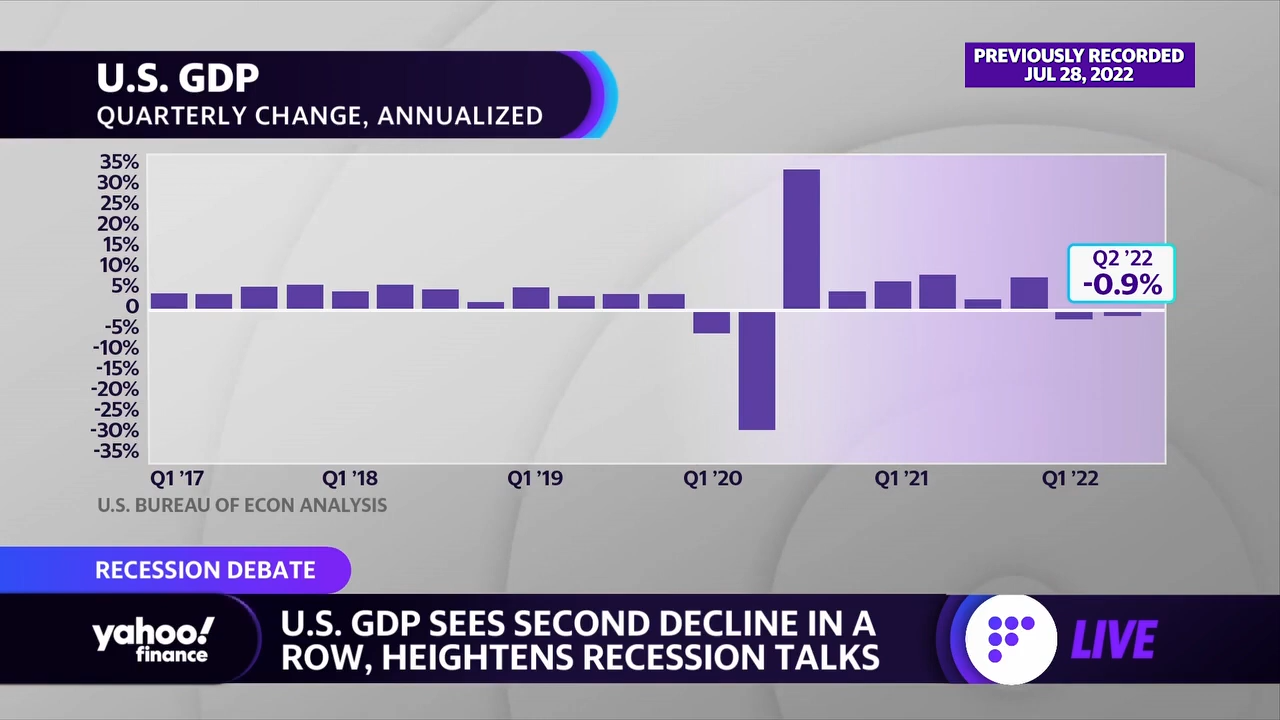 U.S. GDP
QUARTERLY CHANGE, ANNUALIZED
PREVIOUSLY RECORDED
JUL 28, 2022
35%
30%
25%
20%
15%
10%
5%
0
-5%
-10%
-15%
-20%
-25%
-30%
-35%
Q2 ’22
-0.9%
Q1 ’17 Q1 ’18 Q1 ’19 Q1 ’20 Q1 ’21 Q1 ’22
U.S. BUREAU OF ECON ANALYSIS
RECESSION DEBATE
yahoo!
finance
U.S. GDP SEES SECOND DECLINE IN A
ROW, HEIGHTENS RECESSION TALKS
LIVE